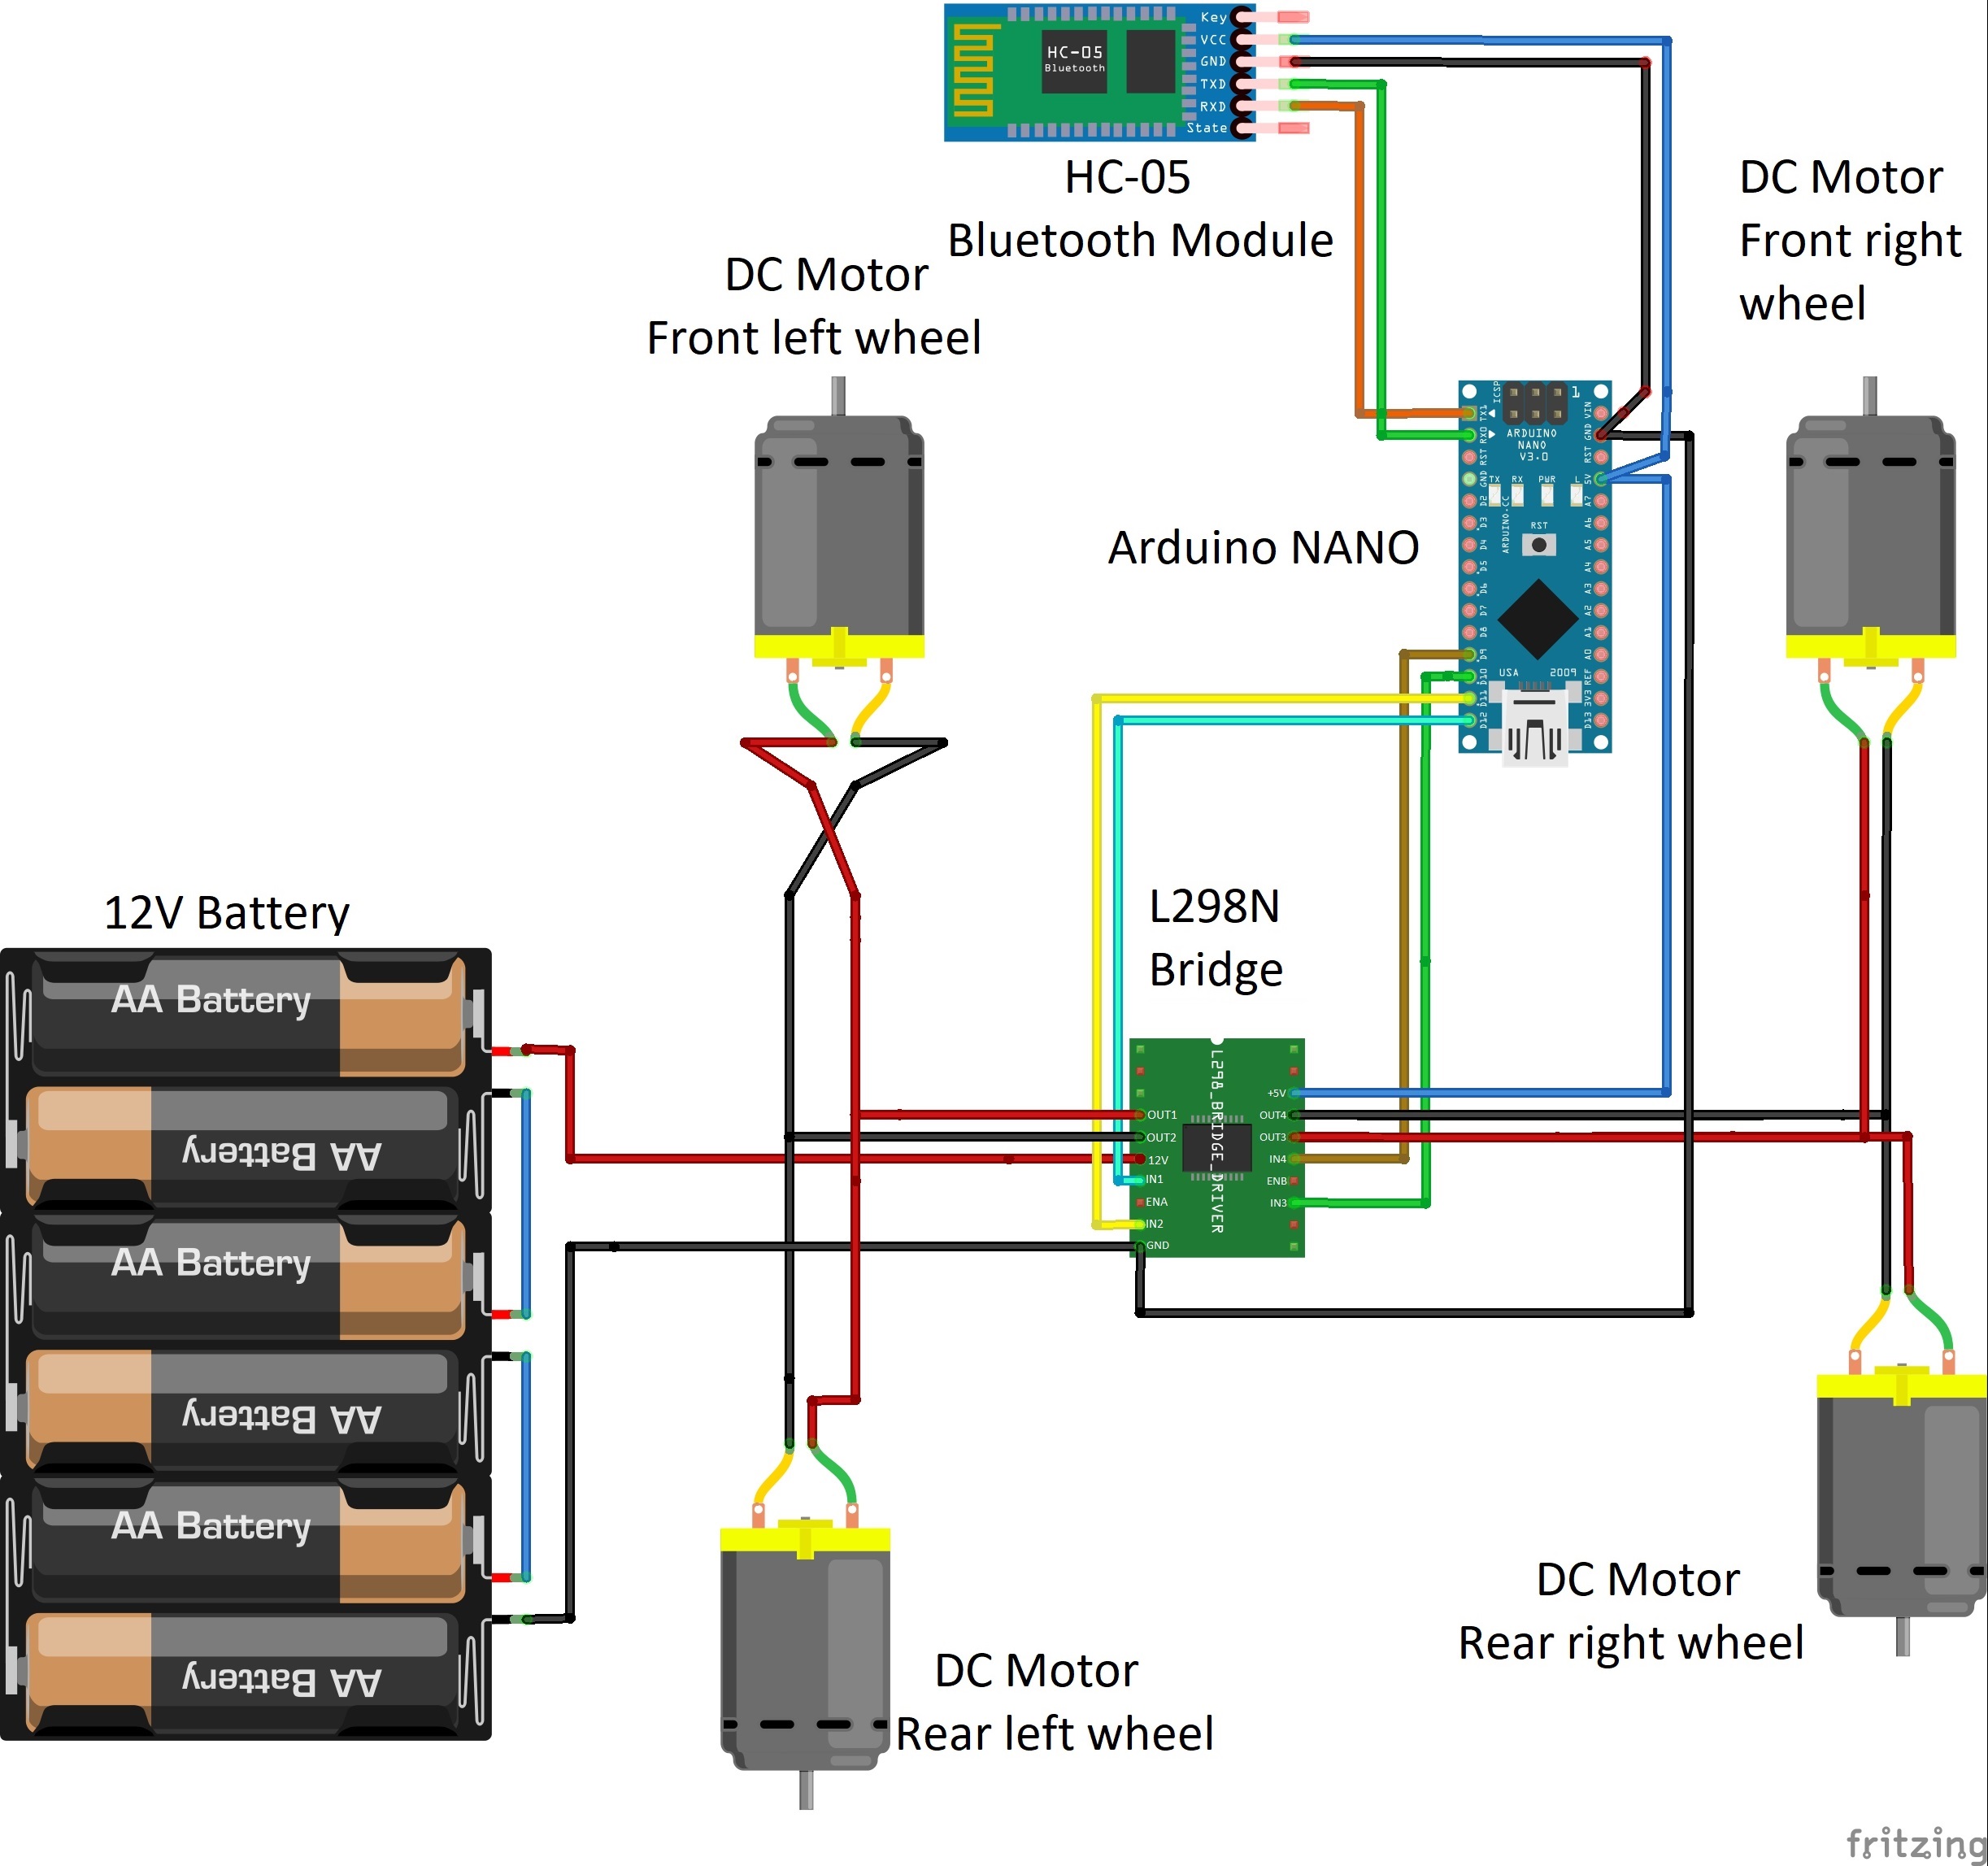 Key
VCC
GND
TXD
RXD
State
HC-05
Bluetooth
HC-05
Bluetooth Module
DC Motor
Front right
wheel
DC Motor
Front left wheel
Arduino NANO
ICSP
1
TX1
RX0
RST
GND
D2
D3
D4
D5
D6
D7
D8
D9
D10
D11
D12
VIN
GND
RST
5V
A7
A6
A5
A4
A3
A2
A1
A0
REF
3V3
D13
ARDUINO
NANO
V3.0
TX RX PWR L
RST
ARDUINO.CC
USA 2009
12V Battery
AA Battery
AA Battery
AA Battery
AA Battery
AA Battery
AA Battery
L298N
Bridge
L298_BRIDGE_DRIVER
OUT1
OUT2
12V
IN1
ENA
IN2
GND
+5V
OUT4
OUT3
IN4
ENB
IN3
DC Motor
Rear left wheel
DC Motor
Rear right wheel
fritzing